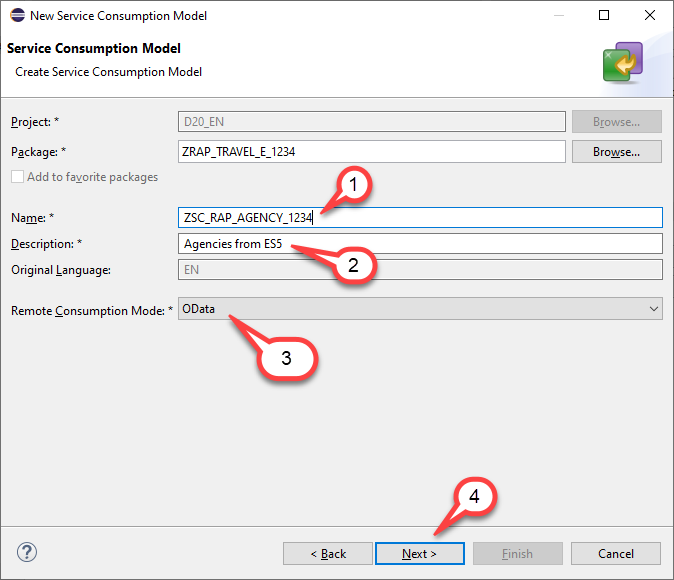 New Service Consumption Model
Service Consumption Model
Create Service Consumption Model
Project: * D20_EN Browse...
Package: * ZRAP_TRAVEL_E_1234 Browse...
Add to favorite packages
1
Name: * ZSC_RAP_AGENCY_1234
Description: * Agencies from ES5
2
Original Language: EN
Remote Consumption Mode: * OData
3
4
? < Back Next > Finish Cancel